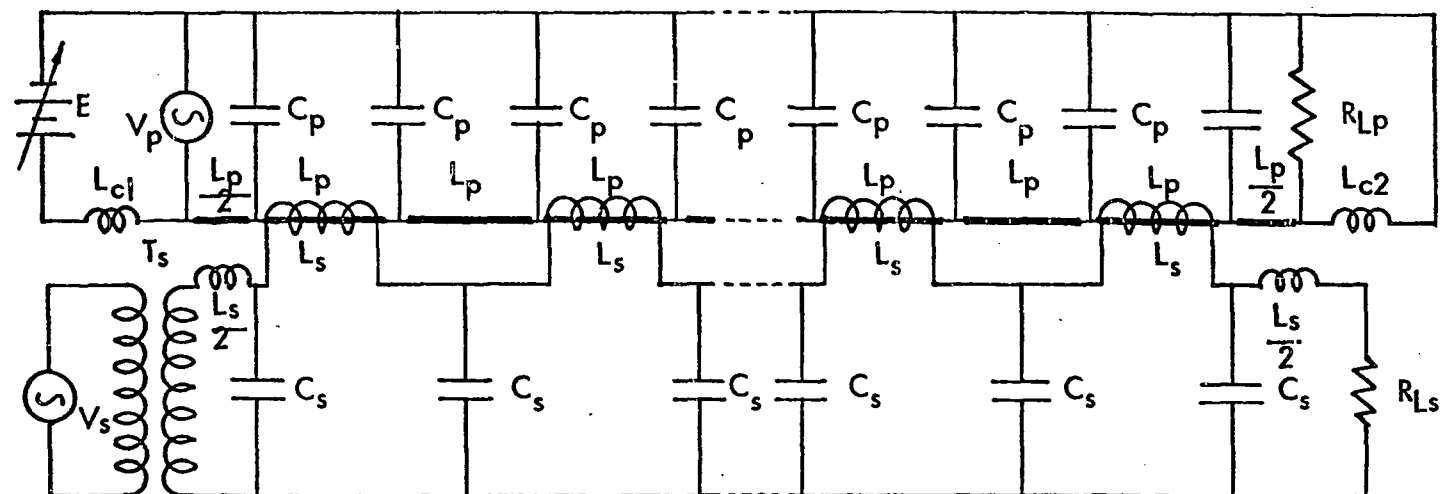 E
V_p
C_p
C_p
C_p
C_p
C_p
C_p
C_p
R_Lp
L_c1
L_p/2
L_p
L_p
L_p
L_p
L_p
L_p
L_p/2
L_c2
T_s
L_s
L_s
L_s
L_s
L_s/2
L_s/2
V_s
C_s
C_s
C_s
C_s
C_s
C_s
R_Ls